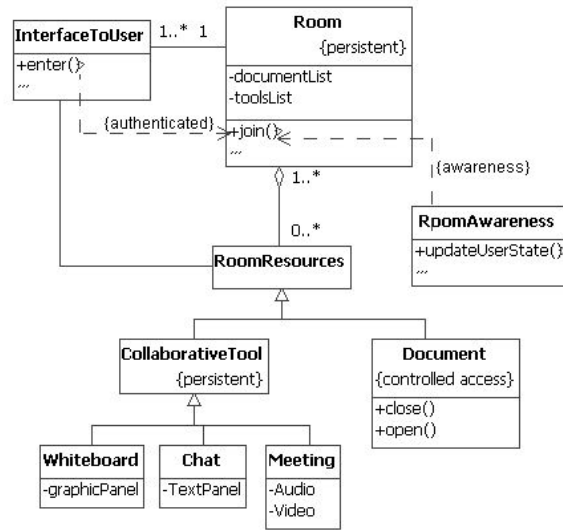 InterfaceToUser
+enter()
,,,
1..* 1
Room
{persistent}
-documentList
-toolsList
+join()
,,,
{authenticated}
{awareness}
RoomAwareness
+updateUserState()
,,,
1..*
0..*
RoomResources
CollaborativeTool
{persistent}
Document
{controlled access}
+close()
+open()
Whiteboard
-graphicPanel
Chat
-TextPanel
Meeting
-Audio
-Video